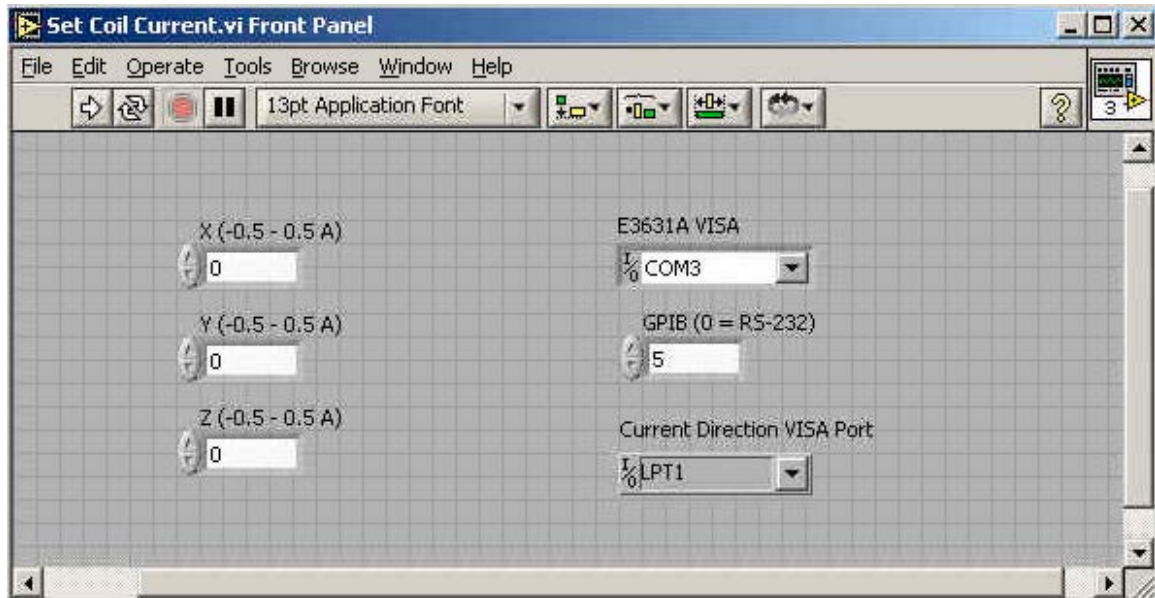 Set Coil Current.vi Front Panel
File Edit Operate Tools Browse Window Help
13pt Application Font
?
3
X (-0.5 - 0.5 A)
0
Y (-0.5 - 0.5 A)
0
Z (-0.5 - 0.5 A)
0
E3631A VISA
I/O COM3
GPIB (0 = RS-232)
5
Current Direction VISA Port
I/O LPT1